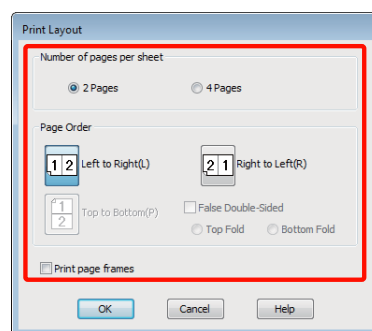 Print Layout
Number of pages per sheet
2 Pages 4 Pages
Page Order
1 2 Left to Right(L) 2 1 Right to Left(R)
1 2 Top to Bottom(P) False Double-Sided
Top Fold Bottom Fold
Print page frames
OK Cancel Help